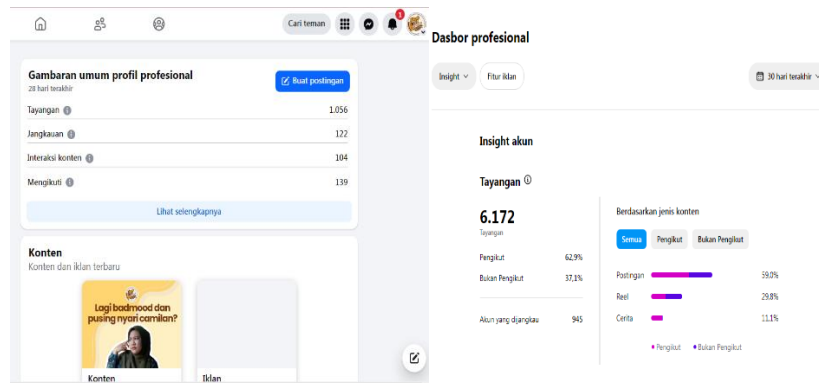 Cari teman
1
Gambaran umum profil profesional
28 hari terakhir
Buat postingan
Tayangan 1.056
Jangkauan 122
Interaksi konten 104
Mengikuti 139
Lihat selengkapnya
Konten
Konten dan iklan terbaru
Lagi badmood dan
pusing nyari camilan?
Konten
Iklan
Dasbor profesional
Insight
Fitur iklan
30 hari terakhir
Insight akun
Tayangan
6.172
Tayangan
Pengikut 62,9%
Bukan Pengikut 37,1%
Akun yang dijangkau 945
Berdasarkan jenis konten
Semua Pengikut Bukan Pengikut
Postingan 59,0%
Reel 29.8%
Cerita 11.1%
Pengikut Bukan Pengikut